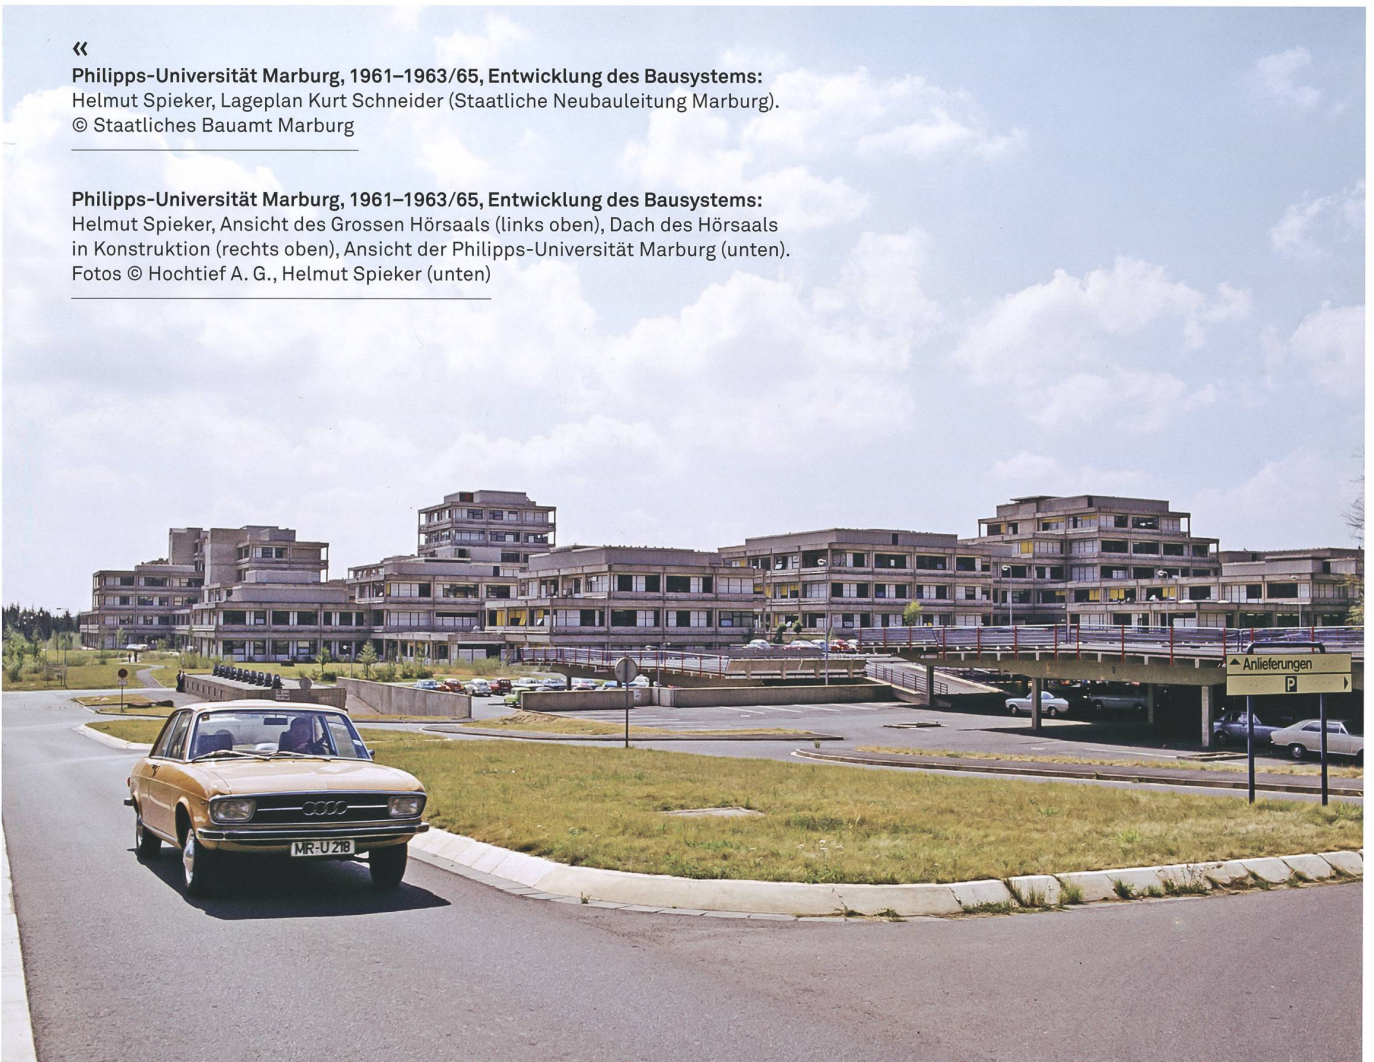 «
Philipps-Universität Marburg, 1961–1963/65, Entwicklung des Bausystems:
Helmut Spieker, Lageplan Kurt Schneider (Staatliche Neubauleitung Marburg).
© Staatliches Bauamt Marburg
Philipps-Universität Marburg, 1961–1963/65, Entwicklung des Bausystems:
Helmut Spieker, Ansicht des Grossen Hörsaals (links oben), Dach des Hörsaals
in Konstruktion (rechts oben), Ansicht der Philipps-Universität Marburg (unten).
Fotos © Hochtief A. G., Helmut Spieker (unten)
Anlieferungen
P
MR-U 218